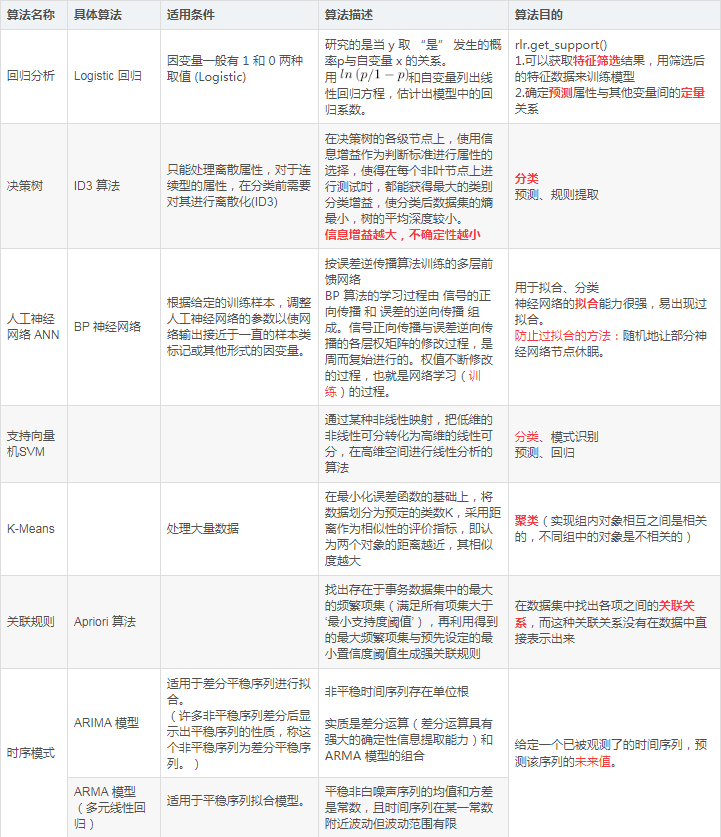 算法名称 具体算法 适用条件 算法描述 算法目的
回归分析
Logistic 回归
因变量一般有 1 和 0 两种
取值 (Logistic)
研究的是当 y 取 “是” 发生的概
率p与自变量 x 的关系。
用 ln (p/1 − p)和自变量列出线
性回归方程，估计出模型中的回
归系数。
rlr.get_support()
1.可以获取特征筛选结果，用筛选后
的特征数据来训练模型
2.确定预测属性与其他变量间的定量
关系
决策树
ID3 算法
只能处理离散属性，对于连
续型的属性，在分类前需要
对其进行离散化(ID3)
在决策树的各级节点上，使用信
息增益作为判断标准进行属性的
选择，使得在每个非叶节点上进
行测试时，都能获得最大的类别
分类增益，使分类后数据集的熵
最小，树的平均深度较小。
信息增益越大，不确定性越小
分类
预测、规则提取
人工神经
网络 ANN
BP 神经网络
根据给定的训练样本，调整
人工神经网络的参数以使网
络输出接近于一直的样本类
标记或其他形式的因变量。
按误差逆传播算法训练的多层前
馈网络
BP 算法的学习过程由 信号的正
向传播 和 误差的逆向传播 组
成。信号正向传播与误差逆向传
播的各层权矩阵的修改过程，是
周而复始进行的。权值不断修改
的过程，也就是网络学习（训
练）的过程。
用于拟合、分类
神经网络的拟合能力很强，易出现过
拟合。
防止过拟合的方法：随机地让部分神
经网络节点休眠。
支持向量
机SVM
通过某种非线性映射，把低维的
非线性可分转化为高维的线性可
分，在高维空间进行线性分析的
算法
分类、模式识别
预测、回归
K-Means
处理大量数据
在最小化误差函数的基础上，将
数据划分为预定的类数K，采用距
离作为相似性的评价指标，即认
为两个对象的距离越近，其相似
度越大
聚类（实现组内对象相互之间是相关
的，不同组中的对象是不相关的）
关联规则
Apriori 算法
找出存在于事务数据集中的最大
的频繁项集（满足所有项集大于
‘最小支持度阈值’），再利用得到
的最大频繁项集与预先设定的最
小置信度阈值生成强关联规则
在数据集中找出各项之间的关联关
系，而这种关联关系没有在数据中直
接表示出来
时序模式
ARIMA 模型
适用于差分平稳序列进行拟
合。
（许多非平稳序列差分后显
示出平稳序列的性质，称这
个非平稳序列为差分平稳序
列。）
非平稳时间序列存在单位根
实质是差分运算（差分运算具有
强大的确定性信息提取能力）和
ARMA 模型的组合
给定一个已被观测了的时间序列，预
测该序列的未来值。
ARMA 模型
（多元线性回
归）
适用于平稳序列拟合模型。
平稳非白噪声序列的均值和方差
是常数，且时间序列在某一常数
附近波动但波动范围有限